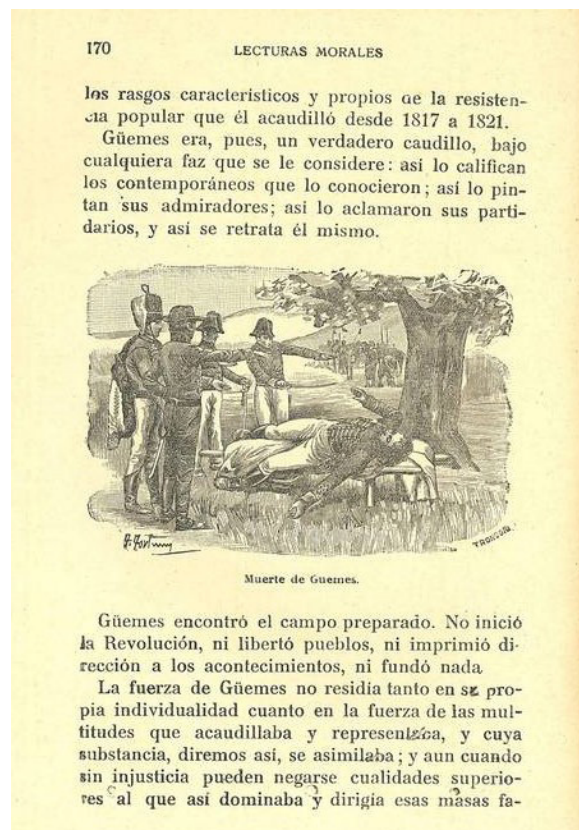 170
LECTURAS MORALES
los rasgos característicos y propios de la resisten-
cia popular que él acaudilló desde 1817 a 1821.
Güemes era, pues, un verdadero caudillo, bajo
cualquiera faz que se le considere: así lo califican
los contemporáneos que lo conocieron; así lo pin-
tan sus admiradores; así lo aclamaron sus parti-
darios, y así se retrata él mismo.
Muerte de Guemes.
Güemes encontró el campo preparado. No inició
la Revolución, ni libertó pueblos, ni imprimió di-
rección a los acontecimientos, ni fundó nada
La fuerza de Güemes no residía tanto en su pro-
pia individualidad cuanto en la fuerza de las mul-
titudes que acaudillaba y representaba, y cuya
substancia, diremos así, se asimilaba; y aun cuando
sin injusticia pueden negarse cualidades superio-
res al que así dominaba y dirigía esas masas fa-